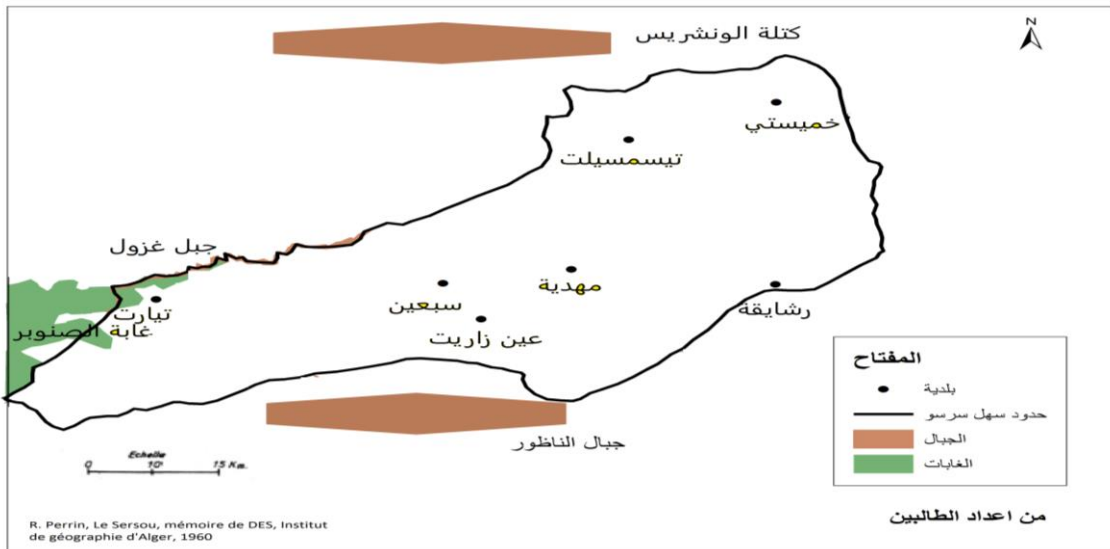 N
كتلة الونشريس
خميستي
تيسمسيلت
جبل غزول
مهدية
سبعين
رشايقة
تيارت
غابة الصنوبر
عين زاريت
المفتاح
بلدية
حدود سهل سرسو
الجبال
الغابات
جبال الناظور
Echelle
0 10 15 Km.
من اعداد الطالبين
R. Perrin, Le Sersou, mémoire de DES, Institut
de géographie d'Alger, 1960